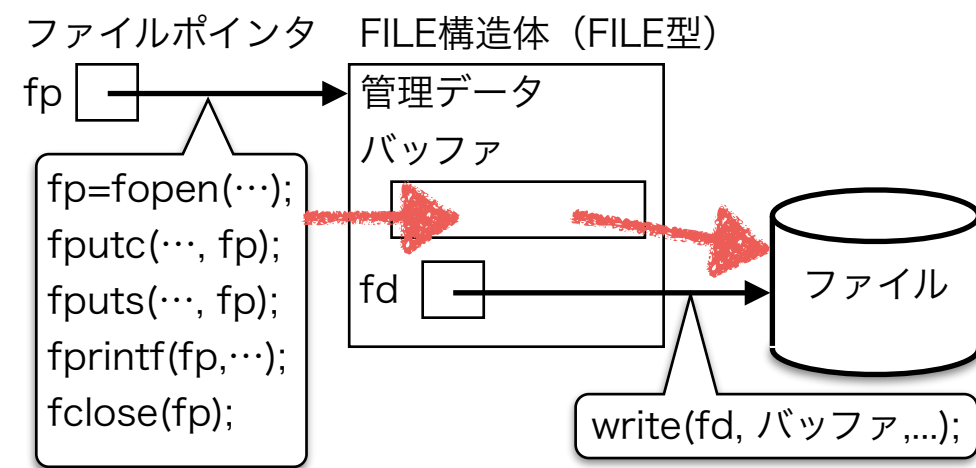 ファイルポインタ FILE構造体（FILE型）
fp
管理データ
バッファ
fp=fopen(…);
fputc(…, fp);
fputs(…, fp);
fprintf(fp,…);
fclose(fp);
fd
ファイル
write(fd, バッファ,...);